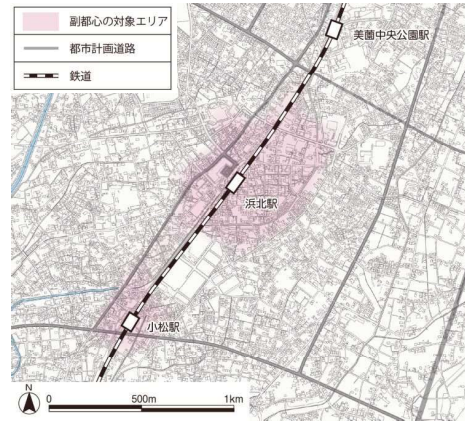 副都心の対象エリア
都市計画道路
鉄道
美薗中央公園駅
浜北駅
小松駅
N
0 500m 1km